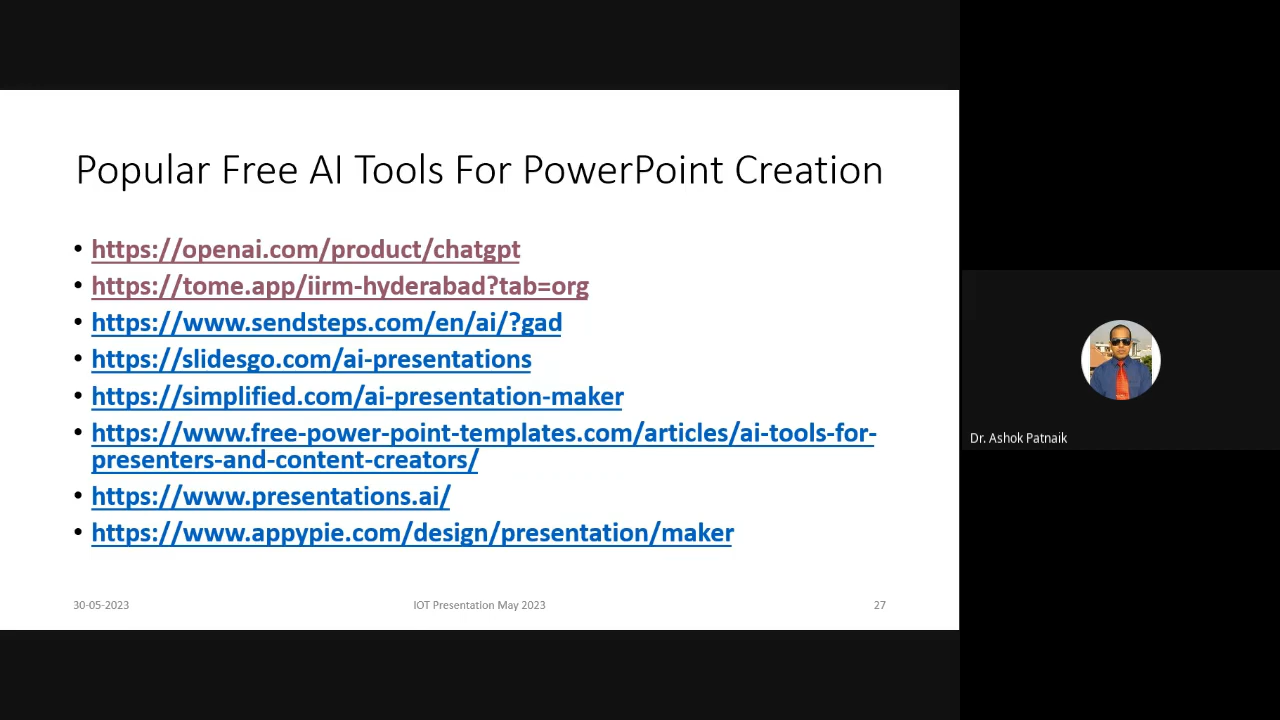 Popular Free AI Tools For PowerPoint Creation
• https://openai.com/product/chatgpt
• https://tome.app/iirm-hyderabad?tab=org
• https://www.sendsteps.com/en/ai/?gad
• https://slidesgo.com/ai-presentations
• https://simplified.com/ai-presentation-maker
• https://www.free-power-point-templates.com/articles/ai-tools-for-
presenters-and-content-creators/
• https://www.presentations.ai/
• https://www.appypie.com/design/presentation/maker
30-05-2023
IOT Presentation May 2023
27
Dr. Ashok Patnaik